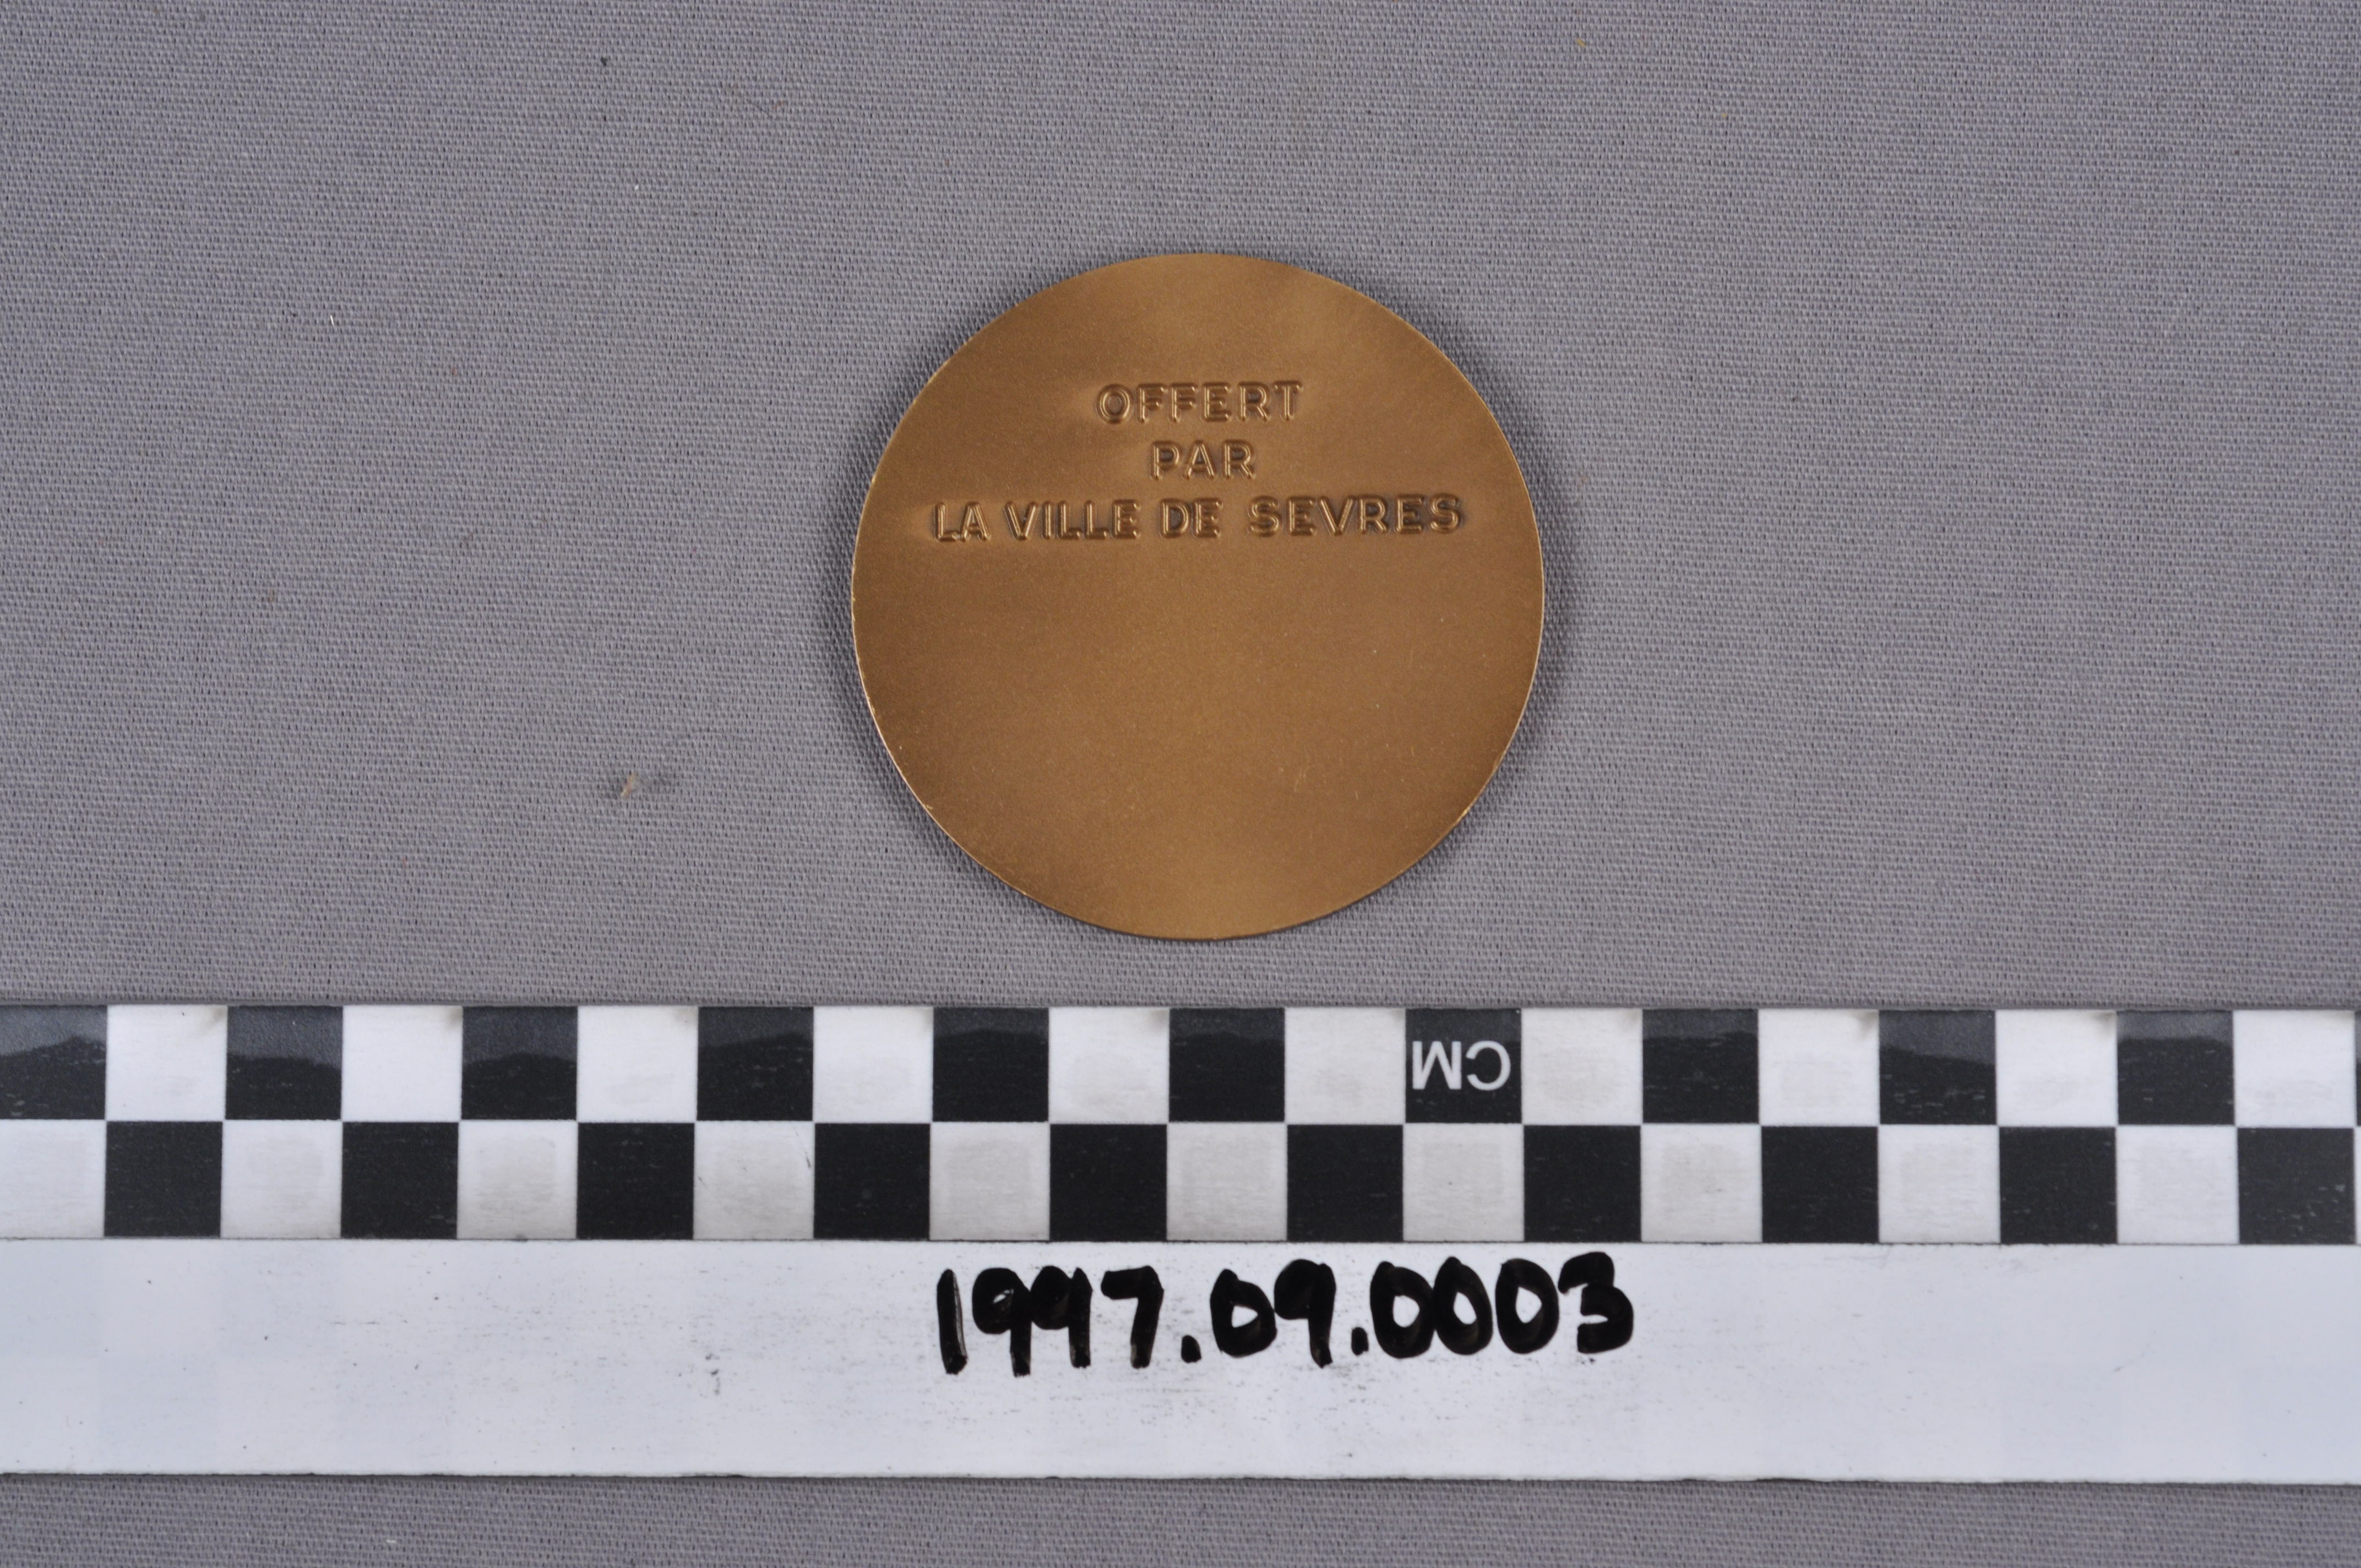 OFFERT
PAR
LA VILLE DE SEVRES
CM
1997.09.0003